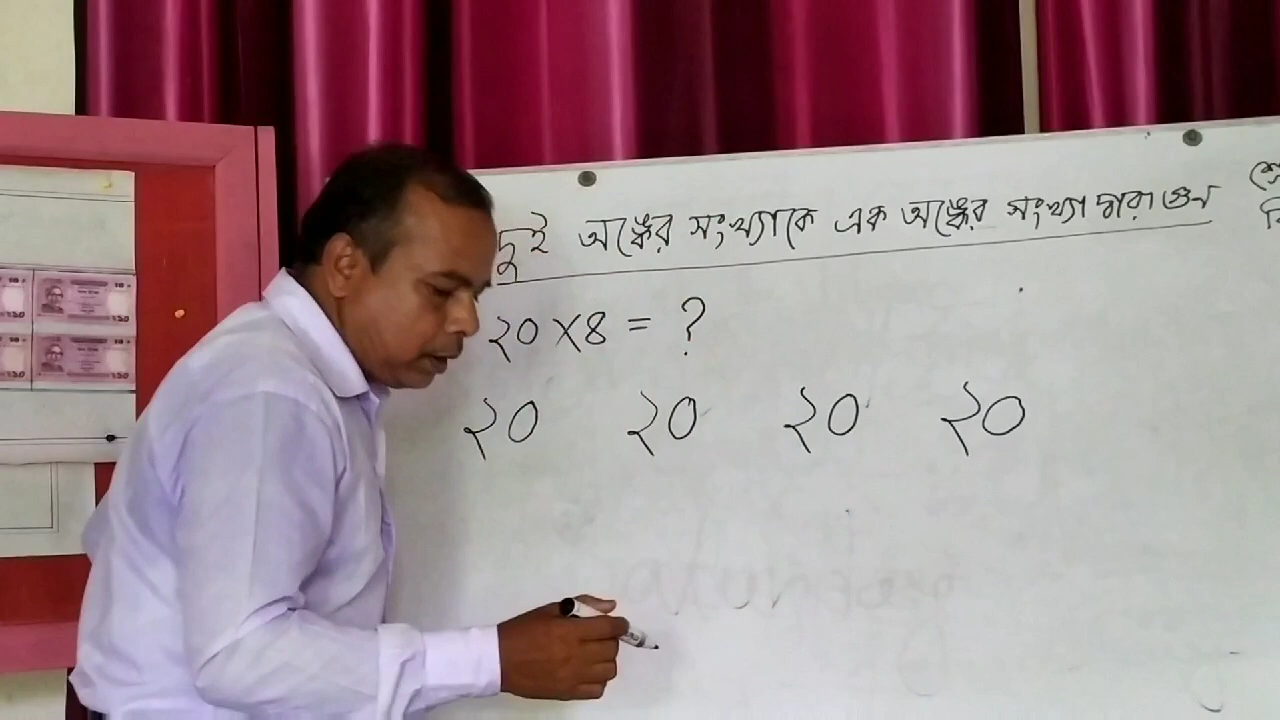 দুই অঙ্কের সংখ্যাকে এক অঙ্কের সংখ্যা দ্বারা গুন
২০ X ৪ = ?
২০ ২০ ২০ ২০